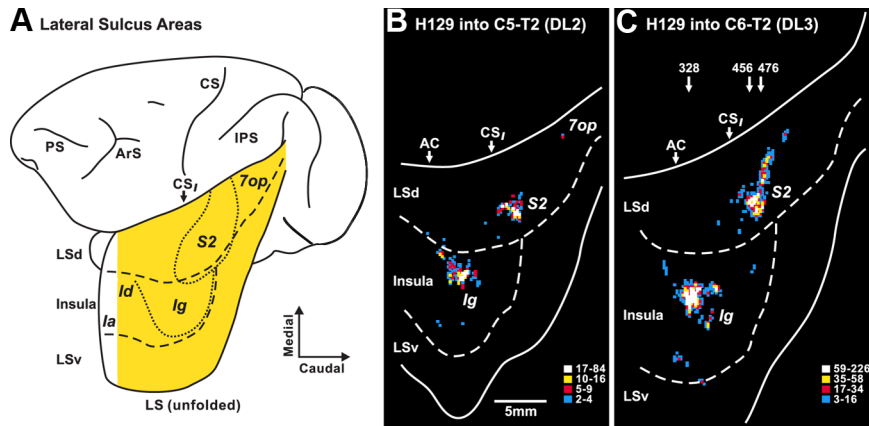 A Lateral Sulcus Areas
CS
PS
ArS
IPS
CS_I
7op
S2
LSd
Id
Ig
Insula
Ia
LSv
Medial
Caudal
LS (unfolded)
B H129 into C5-T2 (DL2)
7op
CS_I
AC
LSd
S2
Insula
Ig
LSv
17-84
10-16
5-9
2-4
5mm
C H129 into C6-T2 (DL3)
328 456 476
CS_I
AC
S2
LSd
Insula
Ig
LSv
59-226
35-58
17-34
3-16